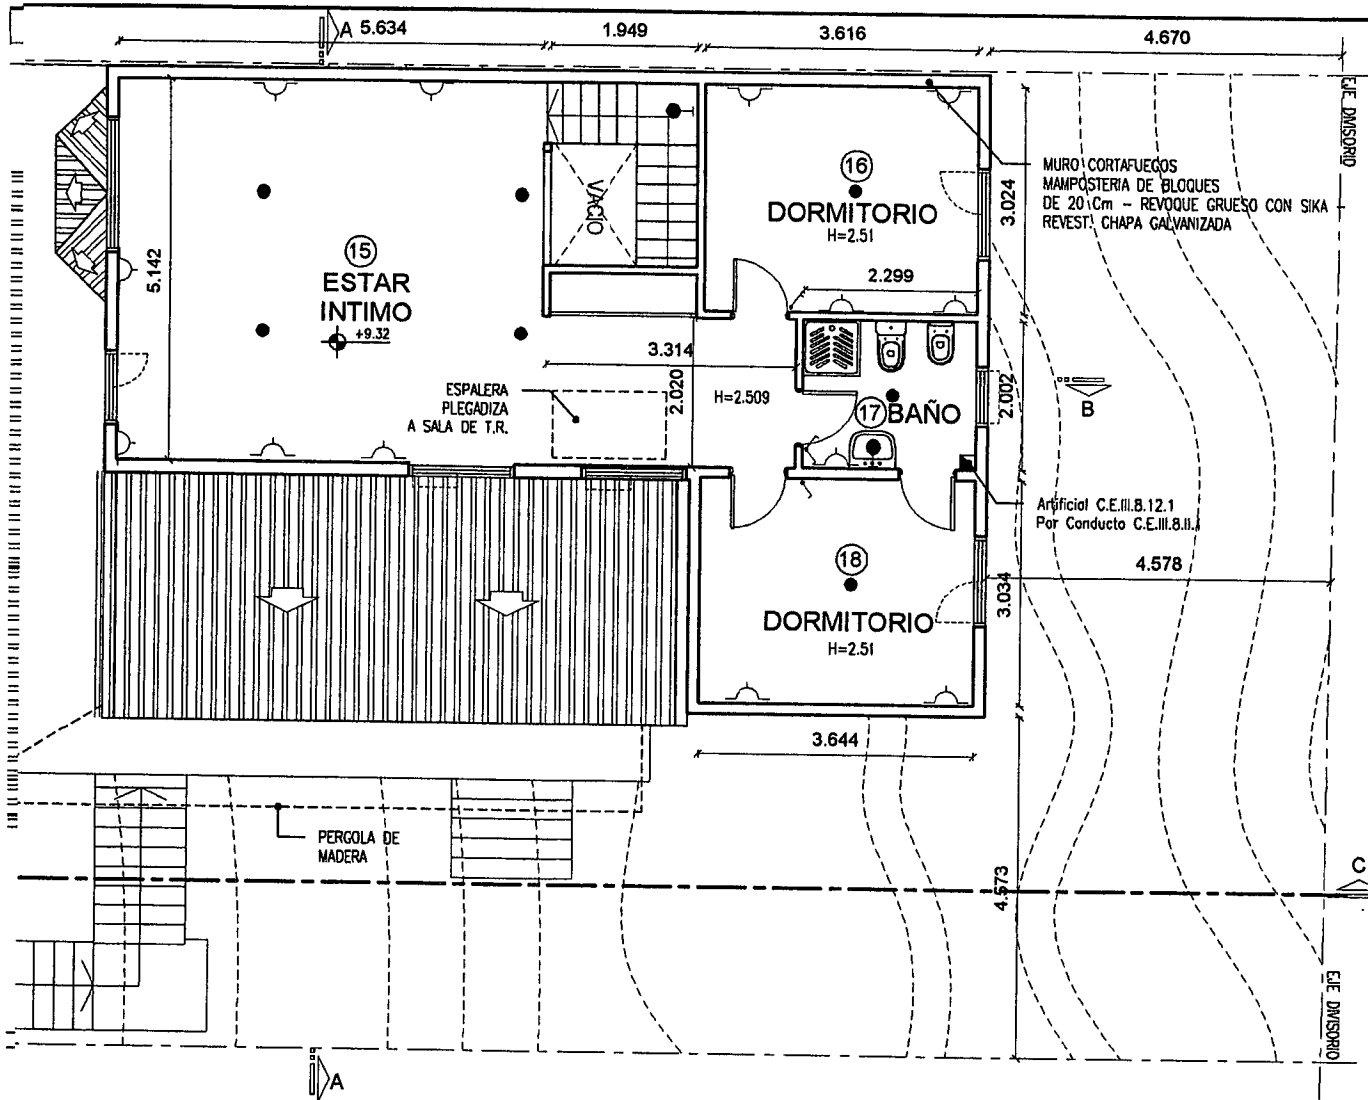 A
5.634
1.949
3.616
4.670
EJE DIVISORIO
MURO CORTAFUEGOS
MAMPOSTERIA DE BLOQUES
DE 20 Cm - REVOQUE GRUESO CON SIKA
REVEST. CHAPA GALVANIZADA
16
DORMITORIO
H=2.51
3.024
VACIO
15
ESTAR
INTIMO
+9.32
5.142
2.299
3.314
2.020
H=2.509
ESPALERA
PLEGADIZA
A SALA DE T.R.
17 BAÑO
2.002
B
Artificial C.E.III.8.12.1
Por Conducto C.E.III.8.II.
4.578
18
DORMITORIO
H=2.51
3.034
3.644
PERGOLA DE
MADERA
4.573
C
EJE DIVISORIO
A